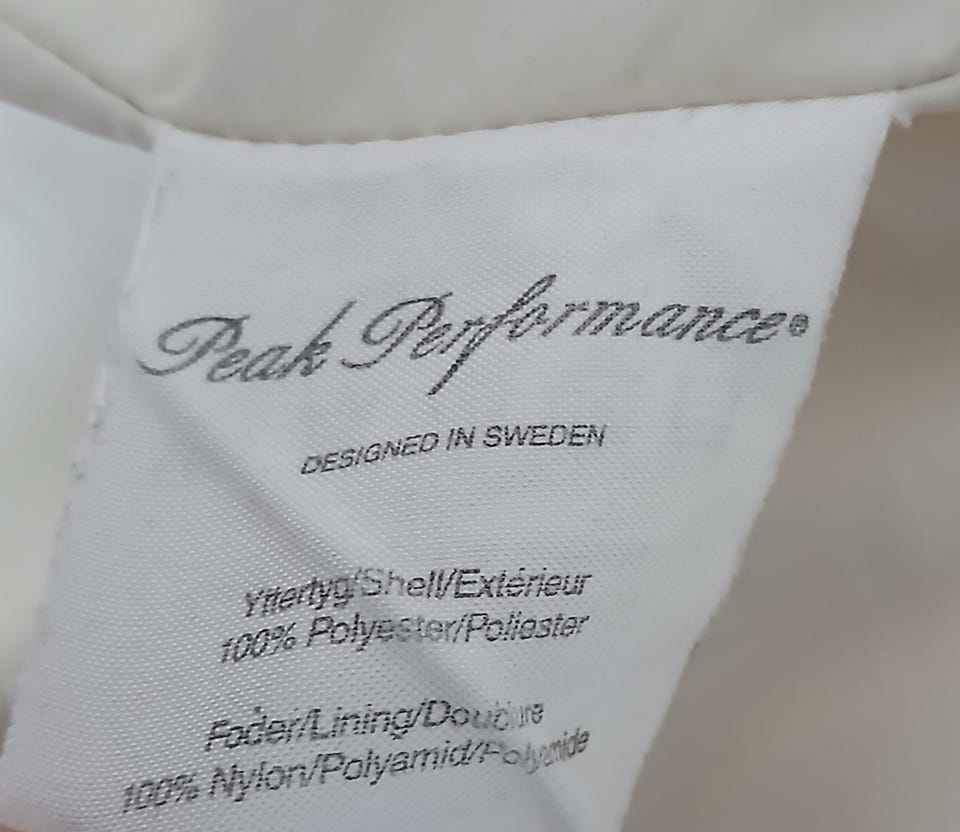 Peak Performance®
DESIGNED IN SWEDEN
Yttertyg/Shell/Extérieur
100% Polyester/Poliester
Foder/Lining/Doublure
100% Nylon/Polyamid/Polyamide